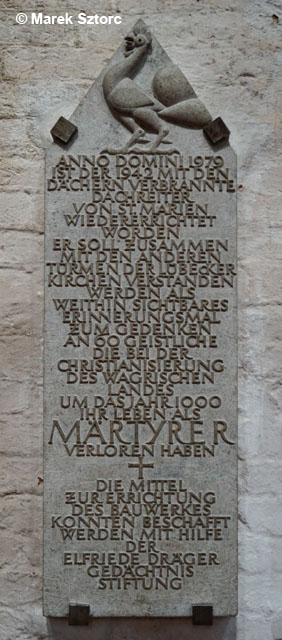 © Marek Sztorc
ANNO DOMINI 1979
IST DER 1942 MIT DEN
DÄCHERN VERBRANNTE
DACHREITER
VON ST. MARIEN
WIEDERERRICHTET
WORDEN
ER SOLL ZUSAMMEN
MIT DEN ANDEREN
TÜRMEN DER LÜBECKER
KIRCHEN VERSTANDEN
WERDEN ALS
WEITHIN SICHTBARES
ERINNERUNGSMAL
ZUM GEDENKEN
AN 60 GEISTLICHE
DIE BEI DER
CHRISTIANISIERUNG
DES WAGRISCHEN
LANDES
UM DAS JAHR 1000
IHR LEBEN ALS
MÄRTYRER
VERLOREN HABEN
+
DIE MITTEL
ZUR ERRICHTUNG
DES BAUWERKES
KONNTEN BESCHAFFT
WERDEN MIT HILFE
DER
ELFRIEDE DRÄGER
GEDÄCHTNIS
STIFTUNG